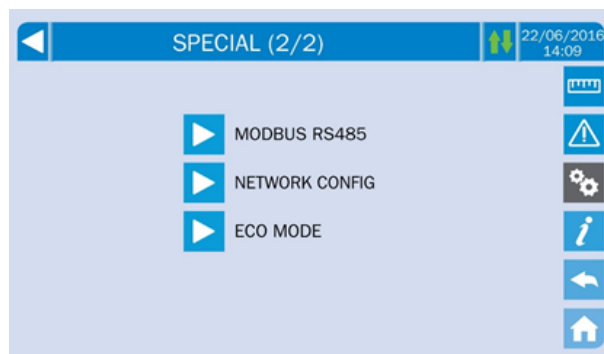 SPECIAL (2/2)
22/06/2016
14:09
MODBUS RS485
NETWORK CONFIG
ECO MODE
i